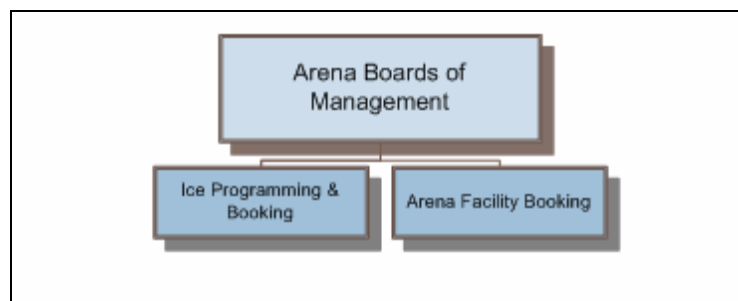 Arena Boards of
Management
Ice Programming &
Booking
Arena Facility Booking